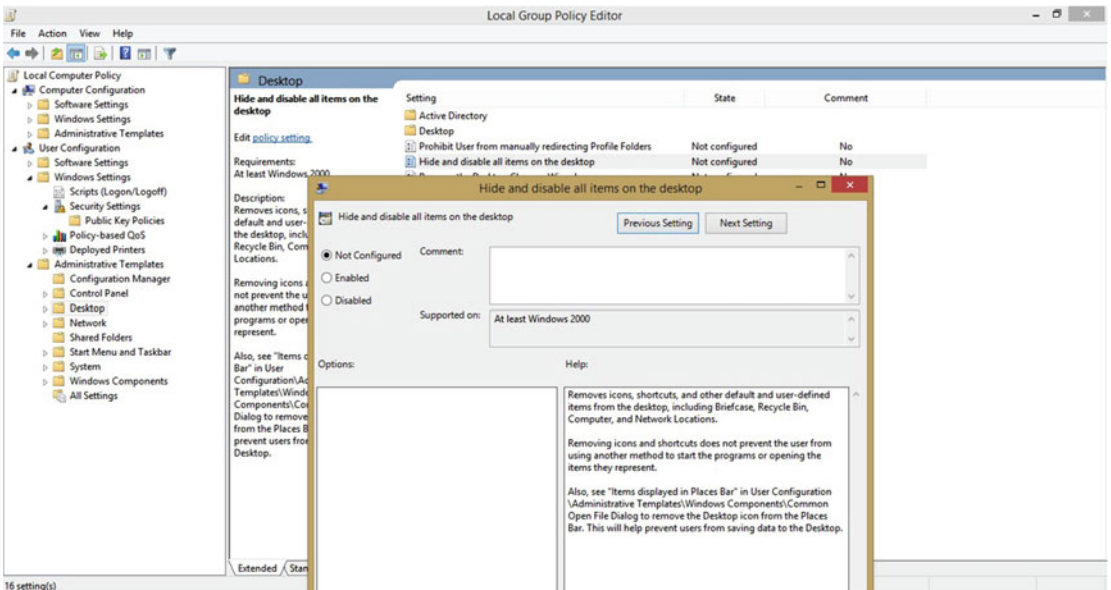 Local Group Policy Editor
File Action View Help
Local Computer Policy
Computer Configuration
Software Settings
Windows Settings
Administrative Templates
User Configuration
Software Settings
Windows Settings
Scripts (Logon/Logoff)
Security Settings
Public Key Policies
Policy-based QoS
Deployed Printers
Administrative Templates
Configuration Manager
Control Panel
Desktop
Network
Shared Folders
Start Menu and Taskbar
System
Windows Components
All Settings
Desktop
Hide and disable all items on the
desktop
Edit policy setting
Requirements:
At least Windows 2000
Description:
Removes icons, s
default and user-
the desktop, inclu
Recycle Bin, Com
Locations.
Removing icons
not prevent the u
another method
programs or oper
represent.
Also, see "Items
Bar" in User
Configuration\Ad
Templates\Windo
Components\Co
Dialog to remove
from the Places B
prevent users fror
Desktop.
Setting State Comment
Active Directory
Desktop
Prohibit User from manually redirecting Profile Folders Not configured No
Hide and disable all items on the desktop Not configured No
Hide and disable all items on the desktop
Hide and disable all items on the desktop
Previous Setting Next Setting
Not Configured
Enabled
Disabled
Comment:
Supported on: At least Windows 2000
Options:
Help:
Removes icons, shortcuts, and other default and user-defined
items from the desktop, including Briefcase, Recycle Bin,
Computer, and Network Locations.
Removing icons and shortcuts does not prevent the user from
using another method to start the programs or opening the
items they represent.
Also, see "Items displayed in Places Bar" in User Configuration
\Administrative Templates\Windows Components\Common
Open File Dialog to remove the Desktop icon from the Places
Bar. This will help prevent users from saving data to the Desktop.
Extended Stan
16 setting(s)